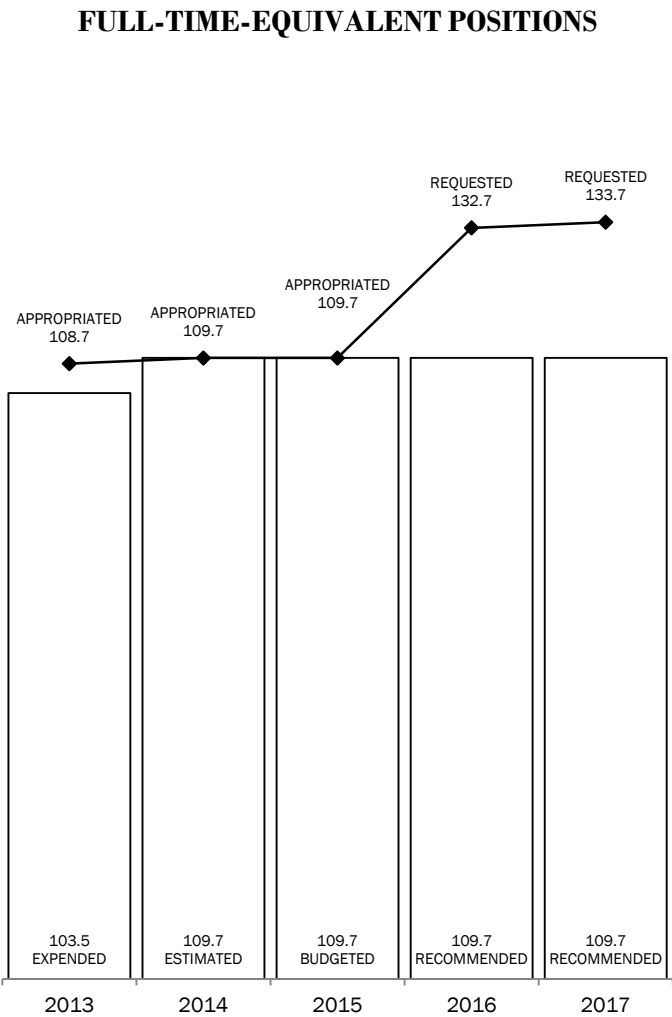 FULL-TIME-EQUIVALENT POSITIONS
REQUESTED
132.7
REQUESTED
133.7
APPROPRIATED
108.7
APPROPRIATED
109.7
APPROPRIATED
109.7
103.5
EXPENDED
109.7
ESTIMATED
109.7
BUDGETED
109.7
RECOMMENDED
109.7
RECOMMENDED
2013 2014 2015 2016 2017